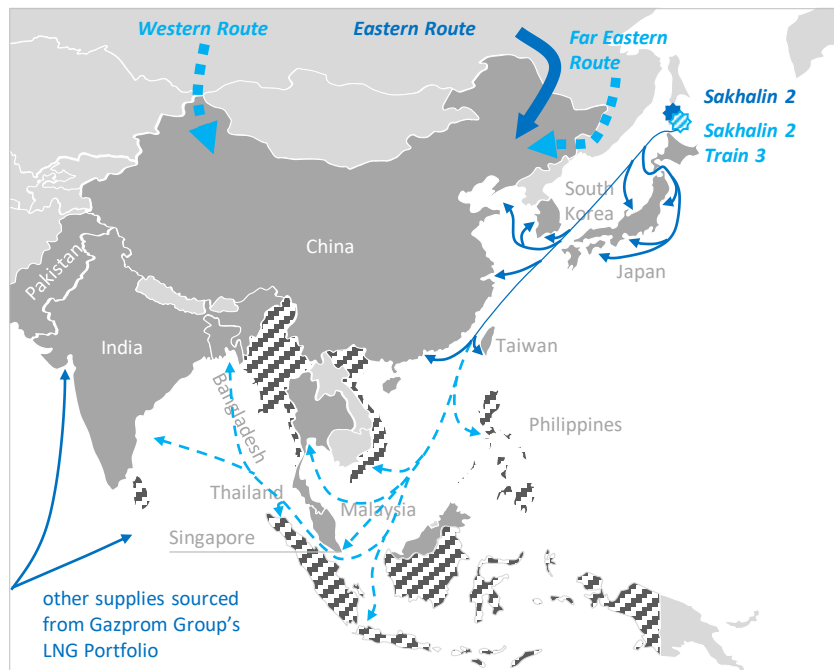 Western Route
Eastern Route
Far Eastern
Route
Sakhalin 2
Sakhalin 2
Train 3
South
Korea
China
Japan
Pakistan
India
Taiwan
Bangladesh
Philippines
Thailand
Malaysia
Singapore
other supplies sourced
from Gazprom Group's
LNG Portfolio